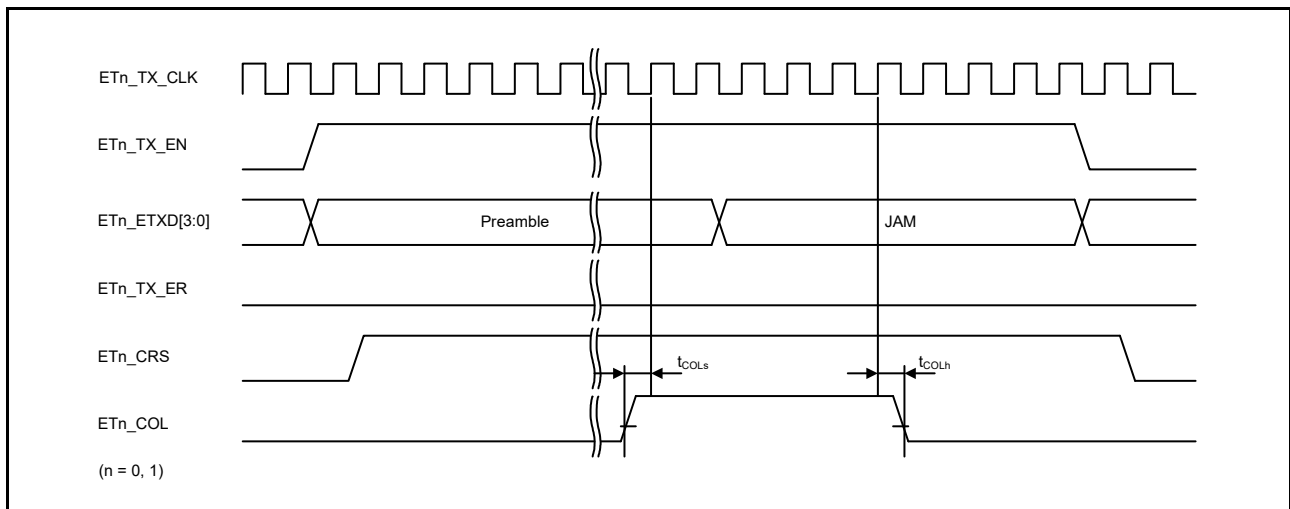 ETn_TX_CLK
ETn_TX_EN
ETn_ETXD[3:0]
Preamble
JAM
ETn_TX_ER
ETn_CRS
tCOLs
tCOLh
ETn_COL
(n = 0, 1)